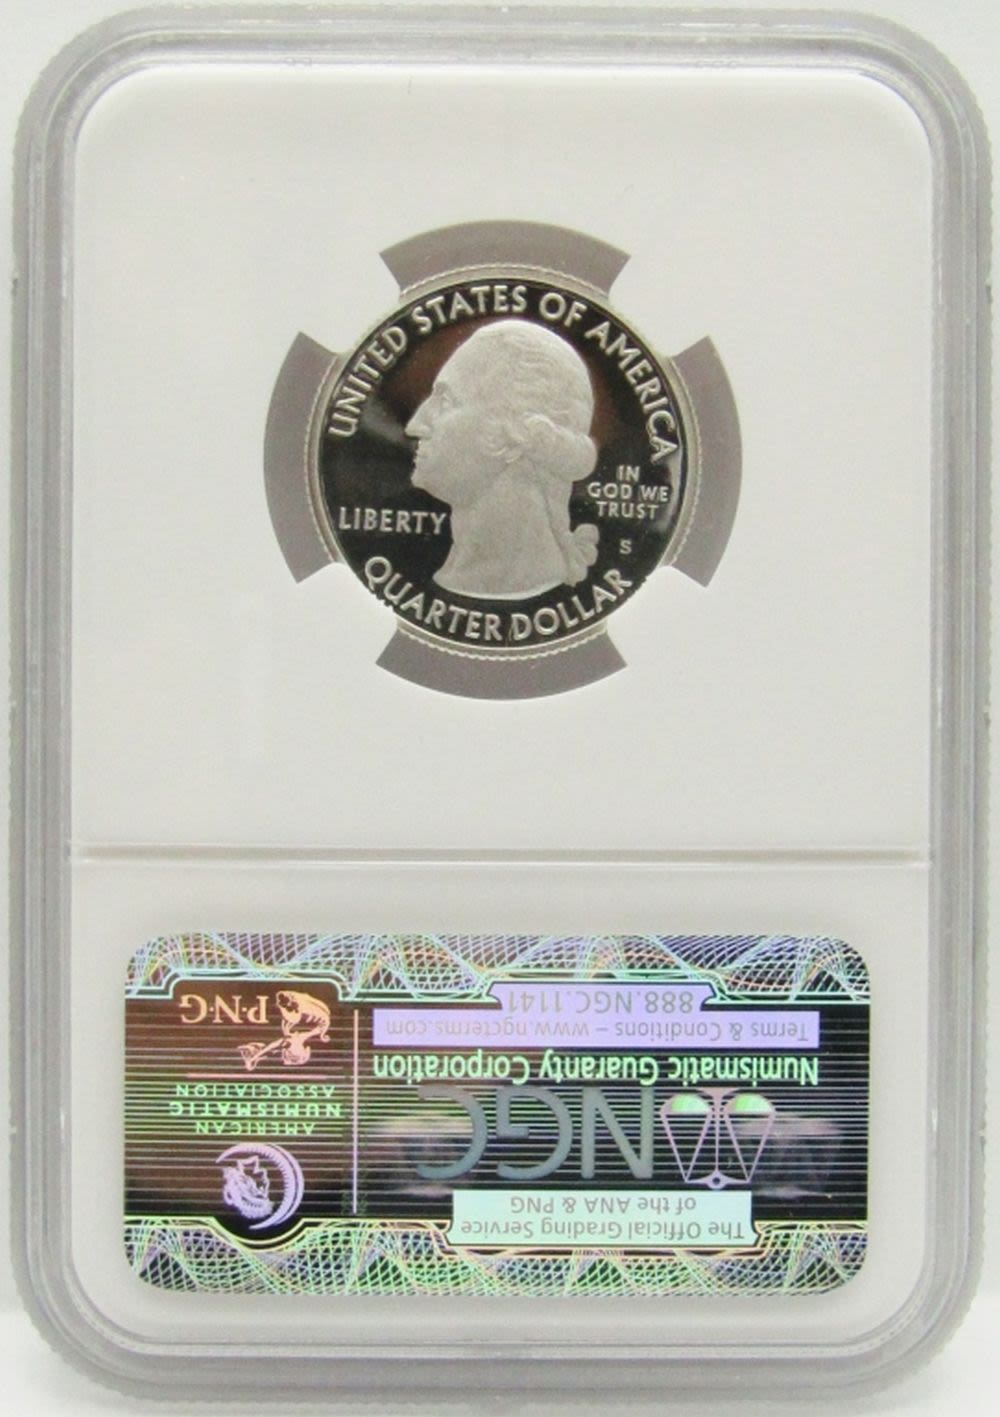 UNITED STATES OF AMERICA
IN
GOD WE
TRUST
LIBERTY
S
QUARTER DOLLAR
The Official Grading Service
of the ANA & PNG
NGC
Numismatic Guaranty Corporation
Terms & Conditions – www.ngcterms.com
888.NGC.1141
AMERICAN
NUMISMATIC
ASSOCIATION
P·N·G